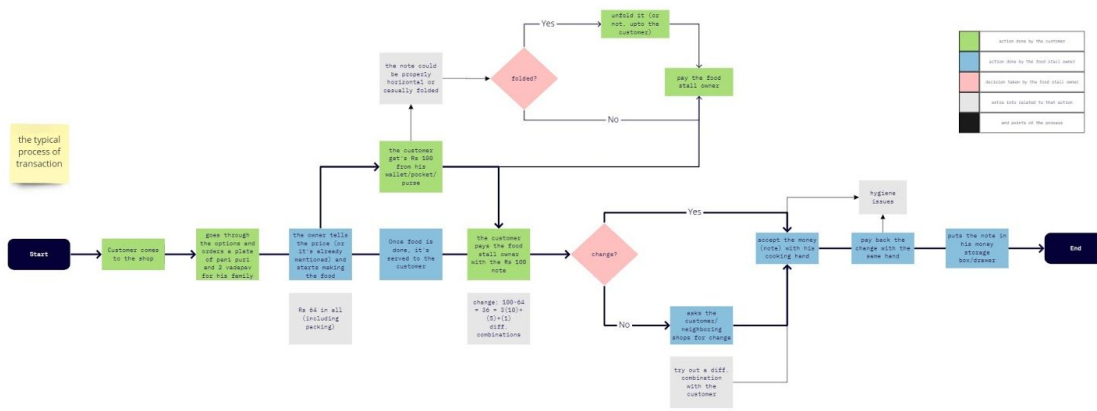 the typical
process of
transaction
Start
Customer comes
to the shop
goes through
the options and
orders a plate
of pani puri
and 2 vadapav
for his family
the owner tells
the price (or
it's already
mentioned) and
starts making
the food
Rs 64 in all
(including
packing)
Once food is
done, it's
served to the
customer
the customer
get's Rs 100
from his
wallet/pocket/
purse
the note could
be properly
horizontal or
casually folded
folded?
Yes
unfold it (or
not, upto the
customer)
No
pay the food
stall owner
the customer
pays the food
stall owner
with the Rs 100
note
change: 100-64
= 36 = 3(10)+
(5)+(1)
diff.
combinations
change?
Yes
No
asks the
customer/
neighboring
shops for change
try out a diff.
combination
with the
customer
accept the money
(note) with his
cooking hand
hygiene
issues
pay back the
change with the
same hand
puts the note in
his money
storage
box/drawer
End
action done by the customer
action done by the food stall owner
decision taken by the food stall owner
extra info related to that action
end points of the process